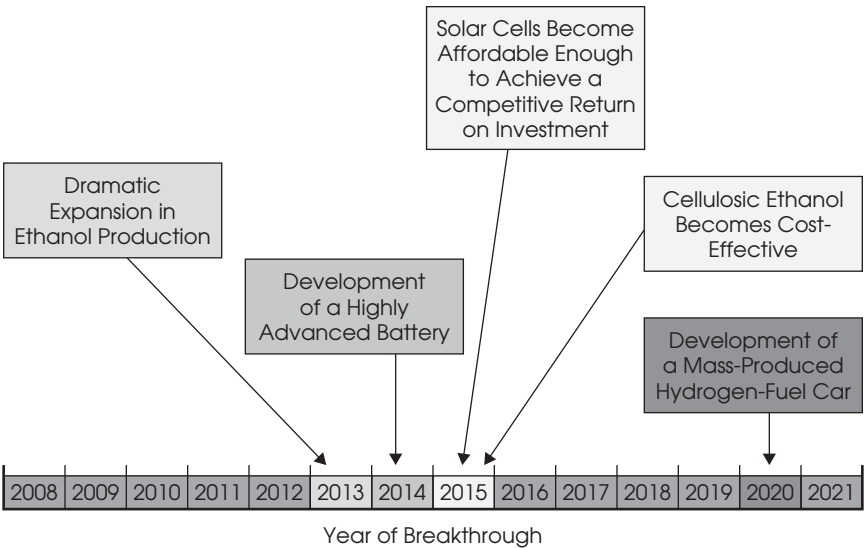 Solar Cells Become
Affordable Enough
to Achieve a
Competitive Return
on Investment
Dramatic
Expansion in
Ethanol Production
Cellulosic Ethanol
Becomes Cost-
Effective
Development
of a Highly
Advanced Battery
Development of
a Mass-Produced
Hydrogen-Fuel Car
2008 2009 2010 2011 2012 2013 2014 2015 2016 2017 2018 2019 2020 2021
Year of Breakthrough